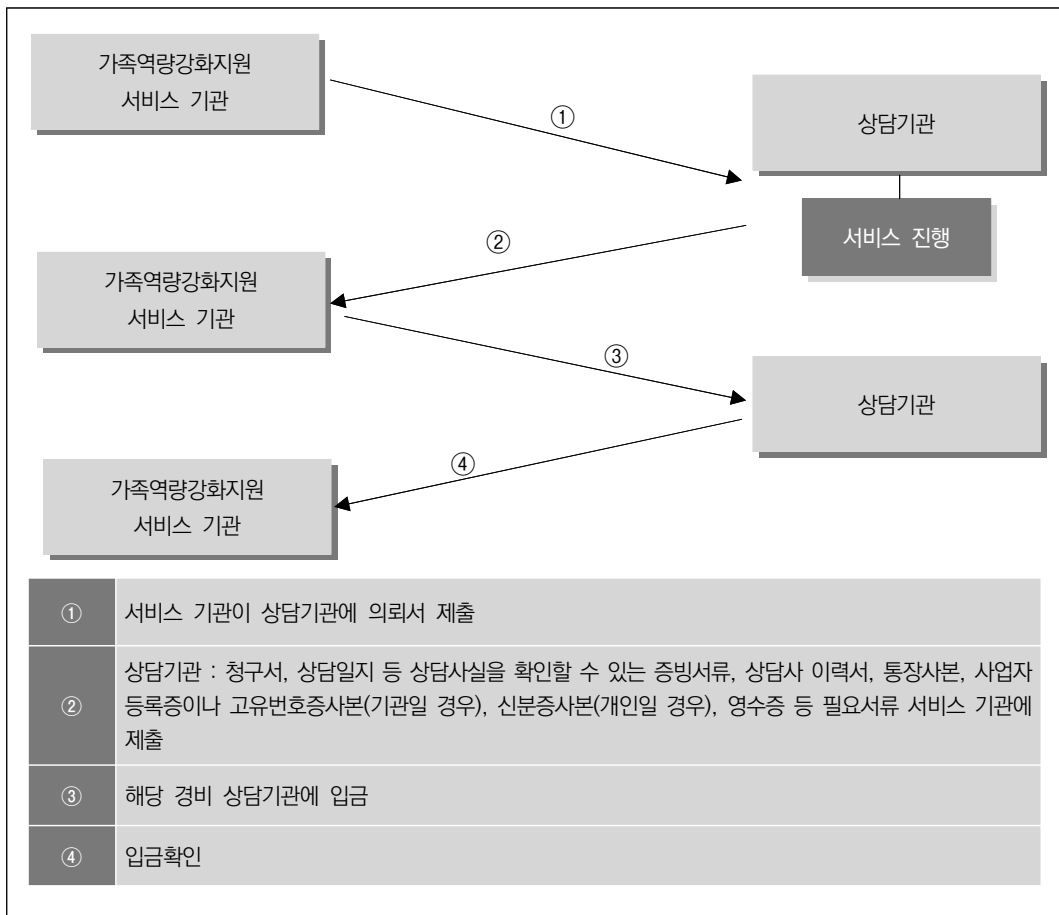 가족역량강화지원
서비스 기관
①
상담기관
서비스 진행
②
가족역량강화지원
서비스 기관
③
상담기관
④
가족역량강화지원
서비스 기관
① 서비스 기관이 상담기관에 의뢰서 제출
② 상담기관 : 청구서, 상담일지 등 상담사실을 확인할 수 있는 증빙서류, 상담사 이력서, 통장사본, 사업자
등록증이나 고유번호증사본(기관일 경우), 신분증사본(개인일 경우), 영수증 등 필요서류 서비스 기관에
제출
③ 해당 경비 상담기관에 입금
④ 입금확인